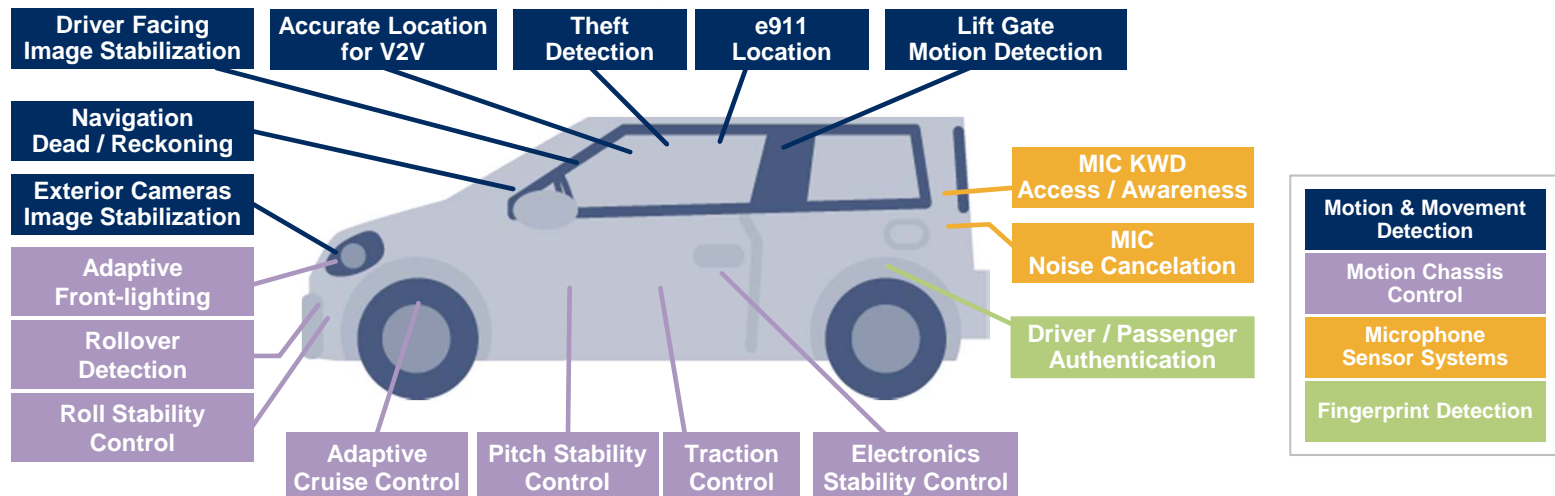 Driver Facing
Image Stabilization
Accurate Location
for V2V
Theft
Detection
e911
Location
Lift Gate
Motion Detection
Navigation
Dead / Reckoning
Exterior Cameras
Image Stabilization
Adaptive
Front-lighting
Rollover
Detection
Roll Stability
Control
Adaptive
Cruise Control
Pitch Stability
Control
Traction
Control
Electronics
Stability Control
MIC KWD
Access / Awareness
MIC
Noise Cancelation
Driver / Passenger
Authentication
Motion & Movement
Detection
Motion Chassis
Control
Microphone
Sensor Systems
Fingerprint Detection